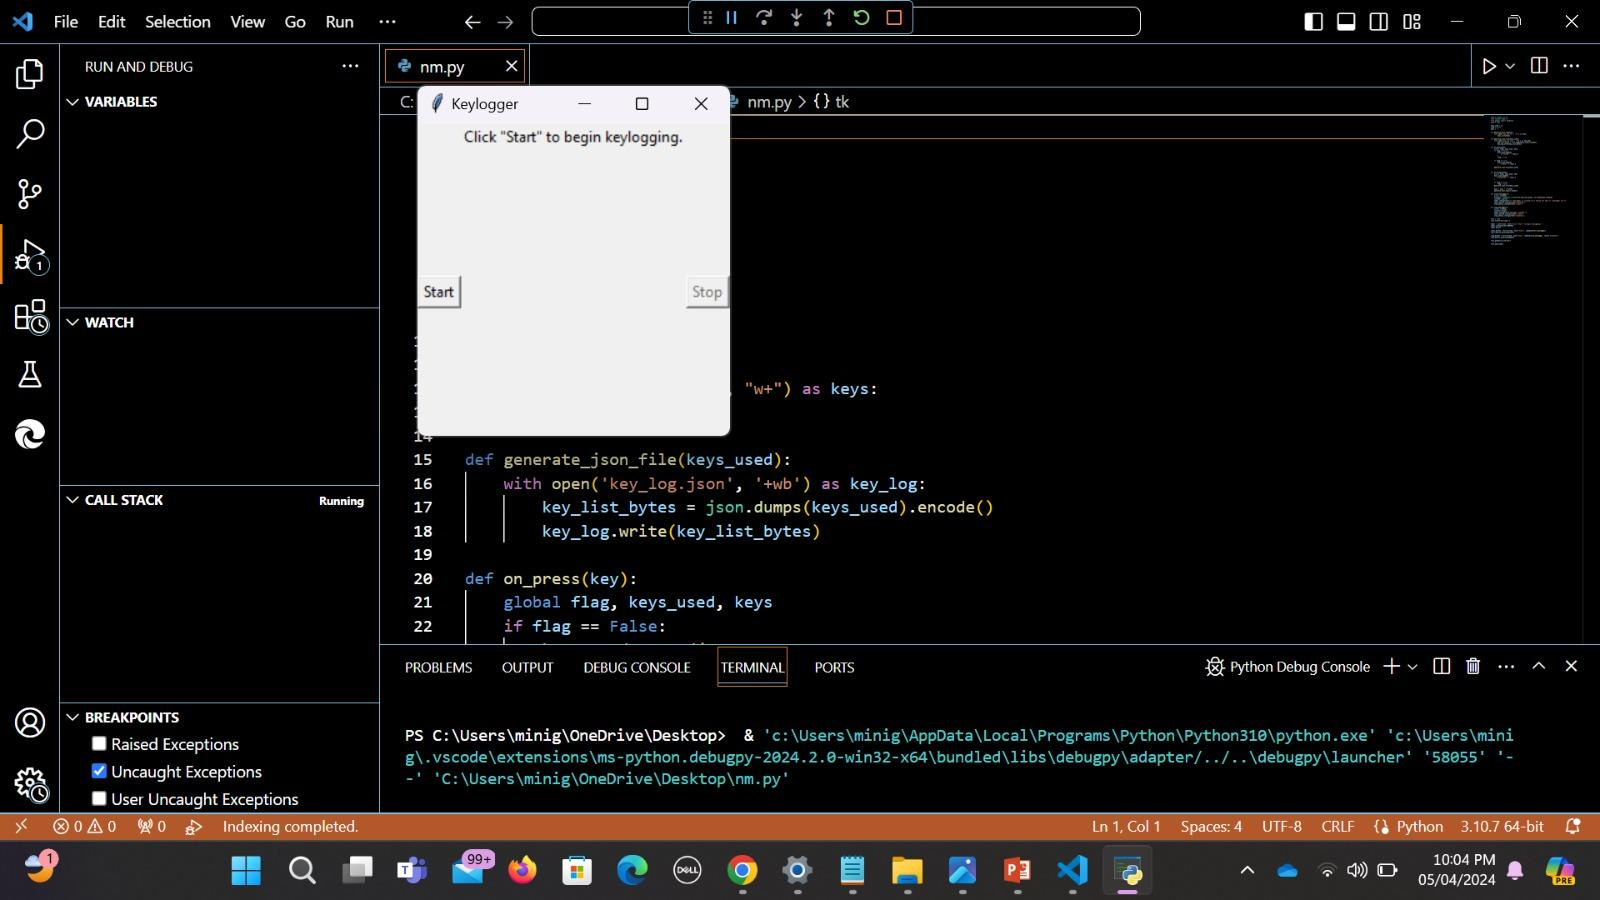 File Edit Selection View Go Run ···
RUN AND DEBUG ···
VARIABLES
WATCH
CALL STACK Running
BREAKPOINTS
Raised Exceptions
Uncaught Exceptions
User Uncaught Exceptions
1
nm.py
C: nm.py > {} tk
Keylogger
Click "Start" to begin keylogging.
Start Stop
"w+") as keys:
14
15 def generate_json_file(keys_used):
16 with open('key_log.json', '+wb') as key_log:
17 key_list_bytes = json.dumps(keys_used).encode()
18 key_log.write(key_list_bytes)
19
20 def on_press(key):
21 global flag, keys_used, keys
22 if flag == False:
PROBLEMS OUTPUT DEBUG CONSOLE TERMINAL PORTS Python Debug Console
PS C:\Users\minig\OneDrive\Desktop> & 'c:\Users\minig\AppData\Local\Programs\Python\Python310\python.exe' 'c:\Users\mini
g\.vscode\extensions\ms-python.debugpy-2024.2.0-win32-x64\bundled\libs\debugpy\adapter/../..\debugpy\launcher' '58055' '-
-' 'C:\Users\minig\OneDrive\Desktop\nm.py'
0 0 0 Indexing completed. Ln 1, Col 1 Spaces: 4 UTF-8 CRLF {} Python 3.10.7 64-bit
1 99+ DELL 10:04 PM
05/04/2024 PRE